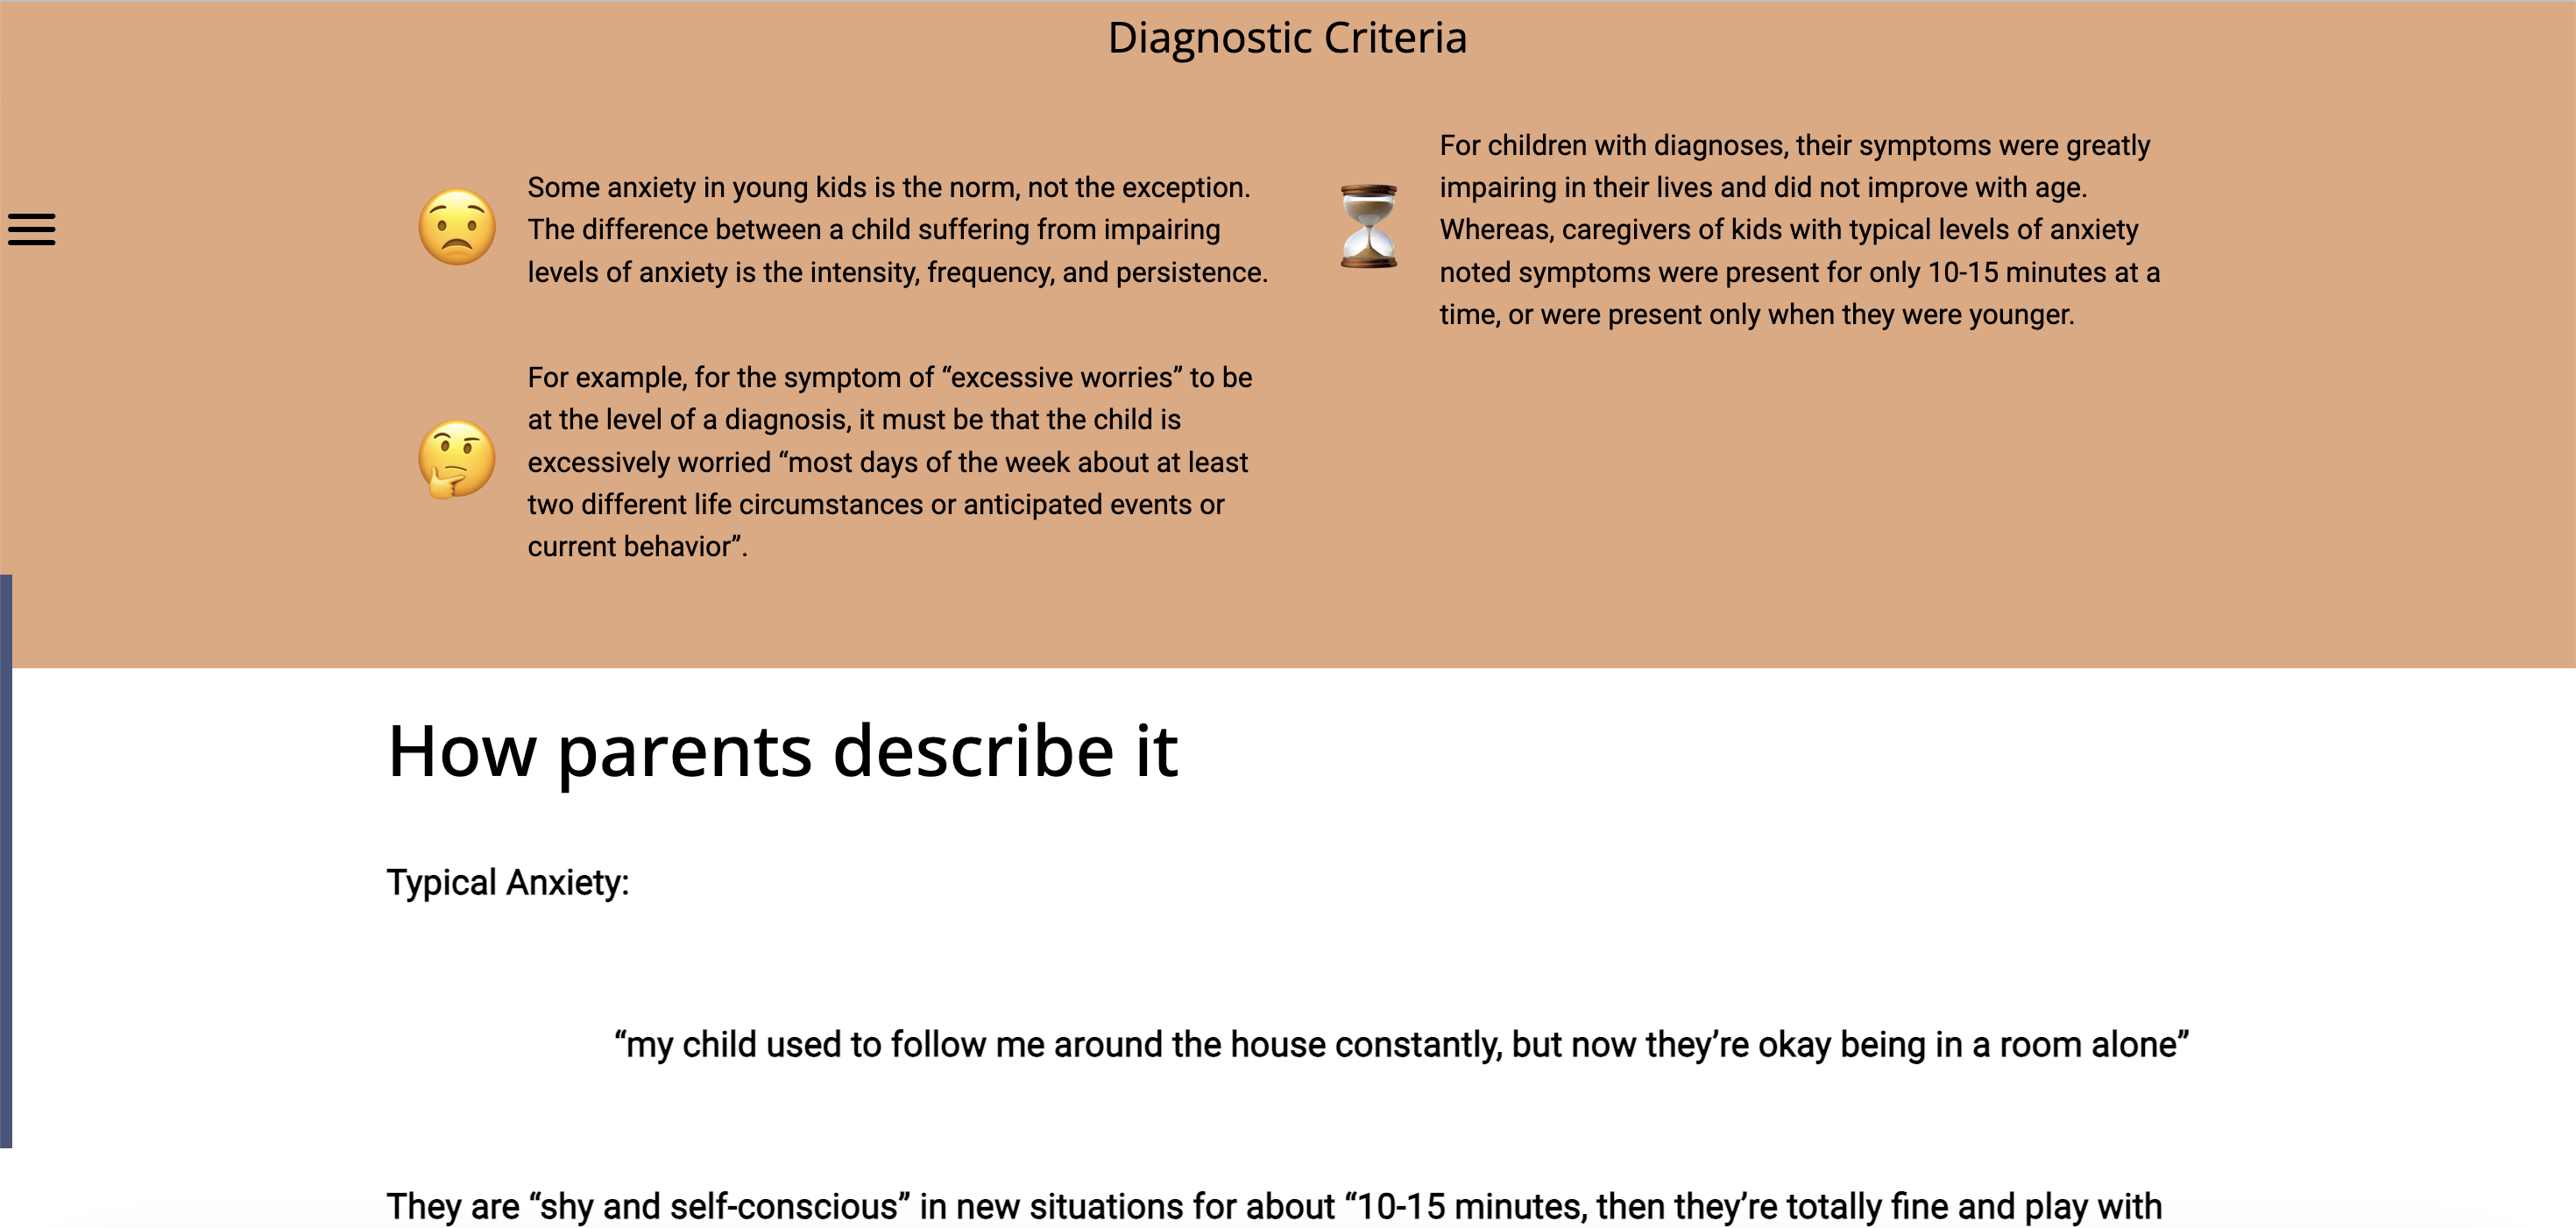 Diagnostic Criteria
Some anxiety in young kids is the norm, not the exception.
The difference between a child suffering from impairing
levels of anxiety is the intensity, frequency, and persistence.
For children with diagnoses, their symptoms were greatly
impairing in their lives and did not improve with age.
Whereas, caregivers of kids with typical levels of anxiety
noted symptoms were present for only 10-15 minutes at a
time, or were present only when they were younger.
For example, for the symptom of “excessive worries” to be
at the level of a diagnosis, it must be that the child is
excessively worried “most days of the week about at least
two different life circumstances or anticipated events or
current behavior”.
How parents describe it
Typical Anxiety:
“my child used to follow me around the house constantly, but now they’re okay being in a room alone”
They are “shy and self-conscious” in new situations for about “10-15 minutes, then they’re totally fine and play with